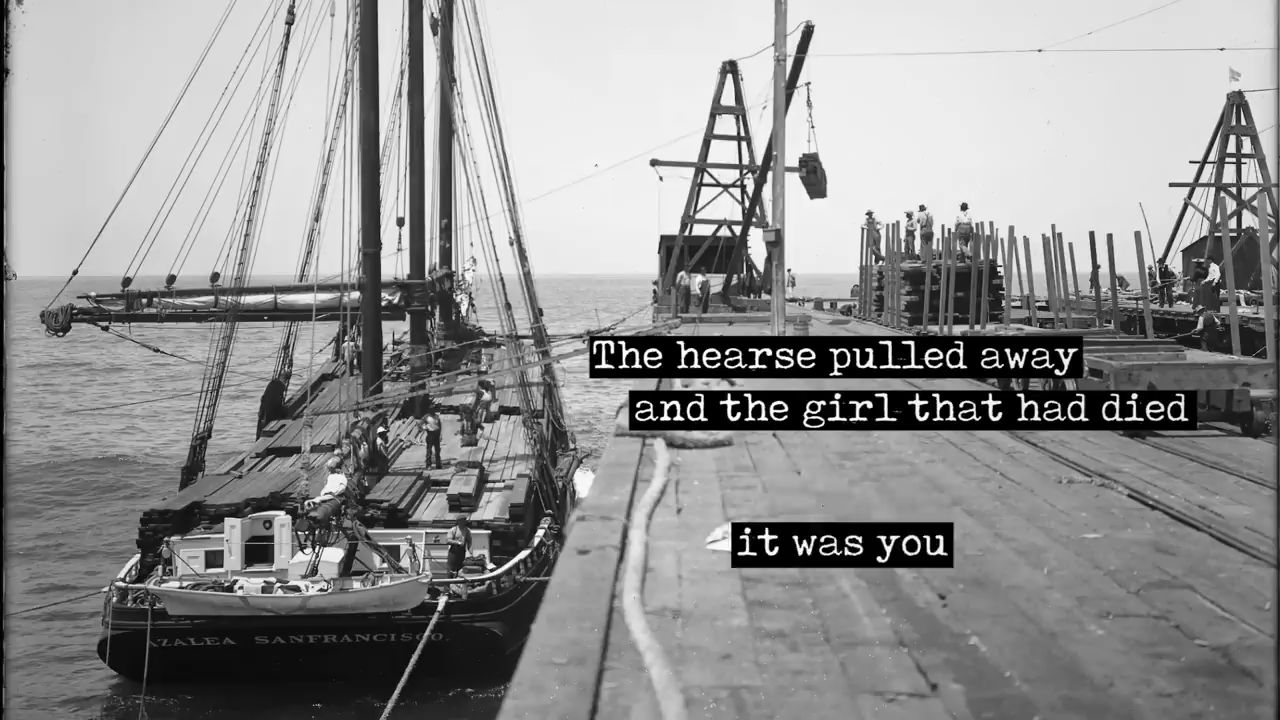 The hearse pulled away
and the girl that had died
it was you
AZALEA SANFRANCISCO.